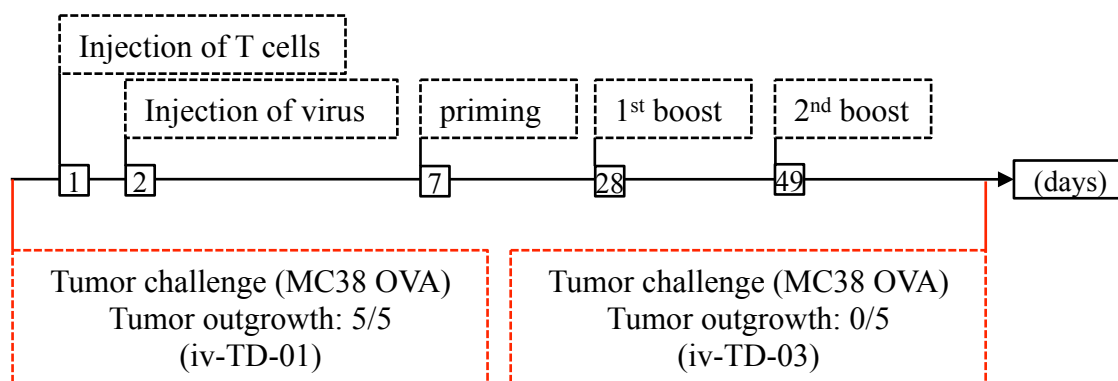 Injection of T cells
Injection of virus
priming
1st boost
2nd boost
1
2
7
28
49
(days)
Tumor challenge (MC38 OVA)
Tumor outgrowth: 5/5
(iv-TD-01)
Tumor challenge (MC38 OVA)
Tumor outgrowth: 0/5
(iv-TD-03)